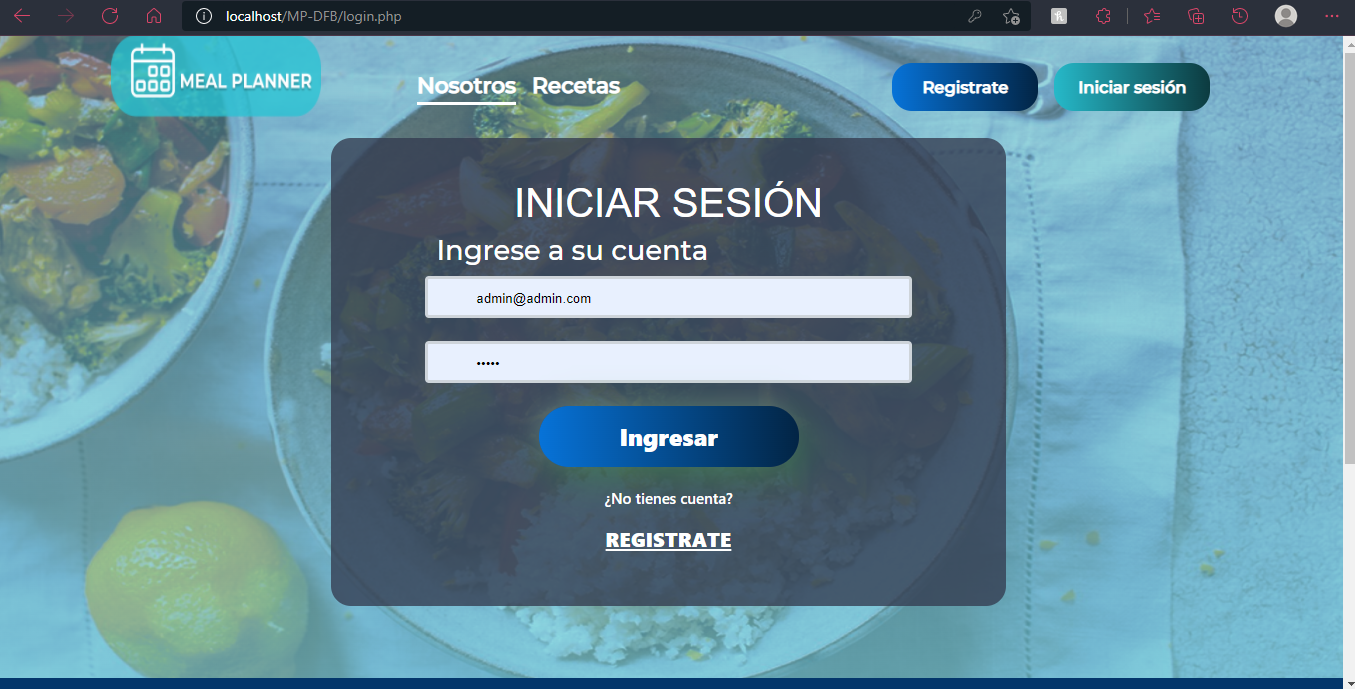 localhost/MP-DFB/login.php
MEAL PLANNER
Nosotros Recetas
Registrate
Iniciar sesión
INICIAR SESIÓN
Ingrese a su cuenta
admin@admin.com
•••••
Ingresar
¿No tienes cuenta?
REGISTRATE